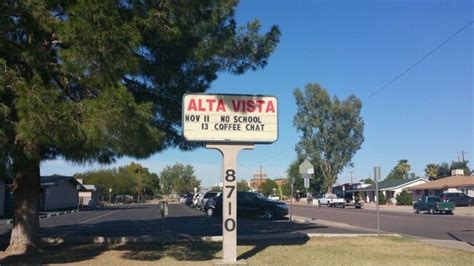 ALTA VISTA
NOV 11 NO SCHOOL
13 COFFEE CHAT
8710